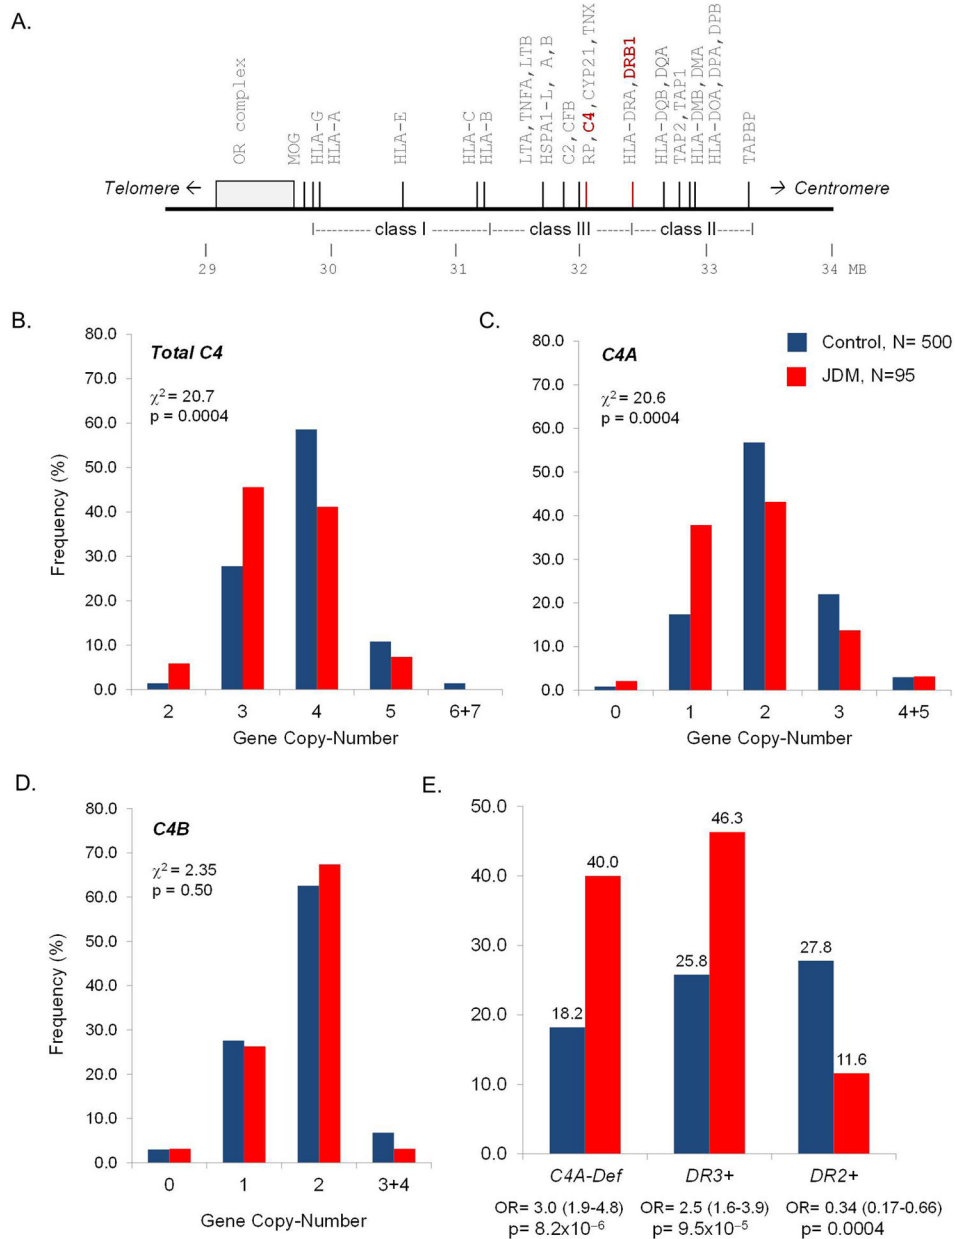 A.
OR complex
MOG
HLA-G
HLA-A
HLA-E
HLA-C
HLA-B
LTA,TNFA,LTB
HSPA1-L, A,B
C2,CFB
RP,C4,CYP21,TNX
HLA-DRA,DRB1
HLA-DQB,DQA
TAP2,TAP1
HLA-DMB,DMA
HLA-DOA,DPA,DPB
TAPBP
Telomere ← → Centromere
|--------- class I ---------|--------- class III ---------|--------- class II ---------|
29 30 31 32 33 34 MB
B.
Total C4
χ² = 20.7
p = 0.0004
Frequency (%)
80.0
70.0
60.0
50.0
40.0
30.0
20.0
10.0
0.0
2 3 4 5 6+7
Gene Copy-Number
C.
C4A
χ² = 20.6
p = 0.0004
Control, N= 500
JDM, N=95
80.0
70.0
60.0
50.0
40.0
30.0
20.0
10.0
0.0
0 1 2 3 4+5
Gene Copy-Number
D.
C4B
χ² = 2.35
p = 0.50
Frequency (%)
80.0
70.0
60.0
50.0
40.0
30.0
20.0
10.0
0.0
0 1 2 3+4
Gene Copy-Number
E.
50.0
40.0
30.0
20.0
10.0
0.0
18.2 40.0 25.8 46.3 27.8 11.6
C4A-Def DR3+ DR2+
OR= 3.0 (1.9-4.8) OR= 2.5 (1.6-3.9) OR= 0.34 (0.17-0.66)
p= 8.2x10⁻⁶ p= 9.5x10⁻⁵ p= 0.0004